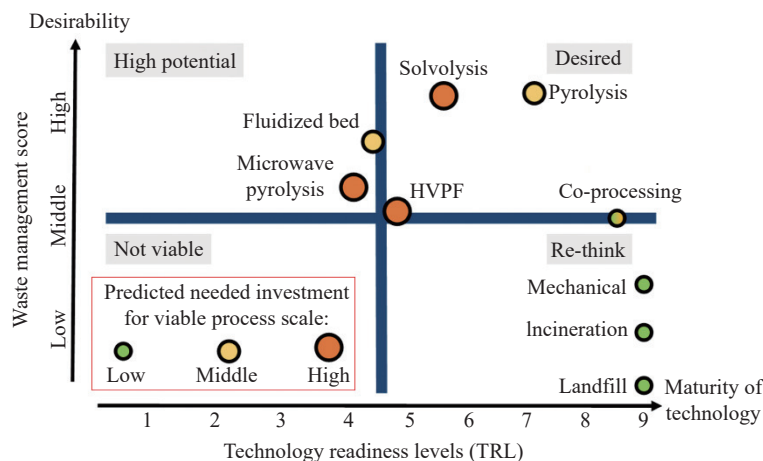 Desirability
High potential
Desired
Solvolysis
Pyrolysis
Fluidized bed
Microwave
pyrolysis
HVPF
Co-processing
Waste management score
High
Middle
Low
Not viable
Re-think
Predicted needed investment
for viable process scale:
Low
Middle
High
Mechanical
lncineration
Landfill
Maturity of
technology
1 2 3 4 5 6 7 8 9
Technology readiness levels (TRL)